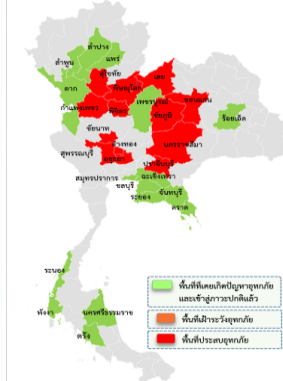 ลำปาง
ลำพูน
แพร่
สุโขทัย
เลย
ตาก
พิษณุโลก
เพชรบูรณ์
ขอนแก่น
กำแพงเพชร
พิจิตร
ชัยภูมิ
ร้อยเอ็ด
ชัยนาท
นครราชสีมา
อ่างทอง
สุพรรณบุรี
อยุธยา
ปราจีนบุรี
สมุทรปราการ
ฉะเชิงเทรา
ชลบุรี
จันทบุรี
ระยอง
ตราด
ระนอง
พังงา
นครศรีธรรมราช
ตรัง
พื้นที่ที่เคยเกิดปัญหาอุทกภัย
และเข้าสู่ภาวะปกติแล้ว
พื้นที่เฝ้าระวังอุทกภัย
พื้นที่ประสบอุทกภัย